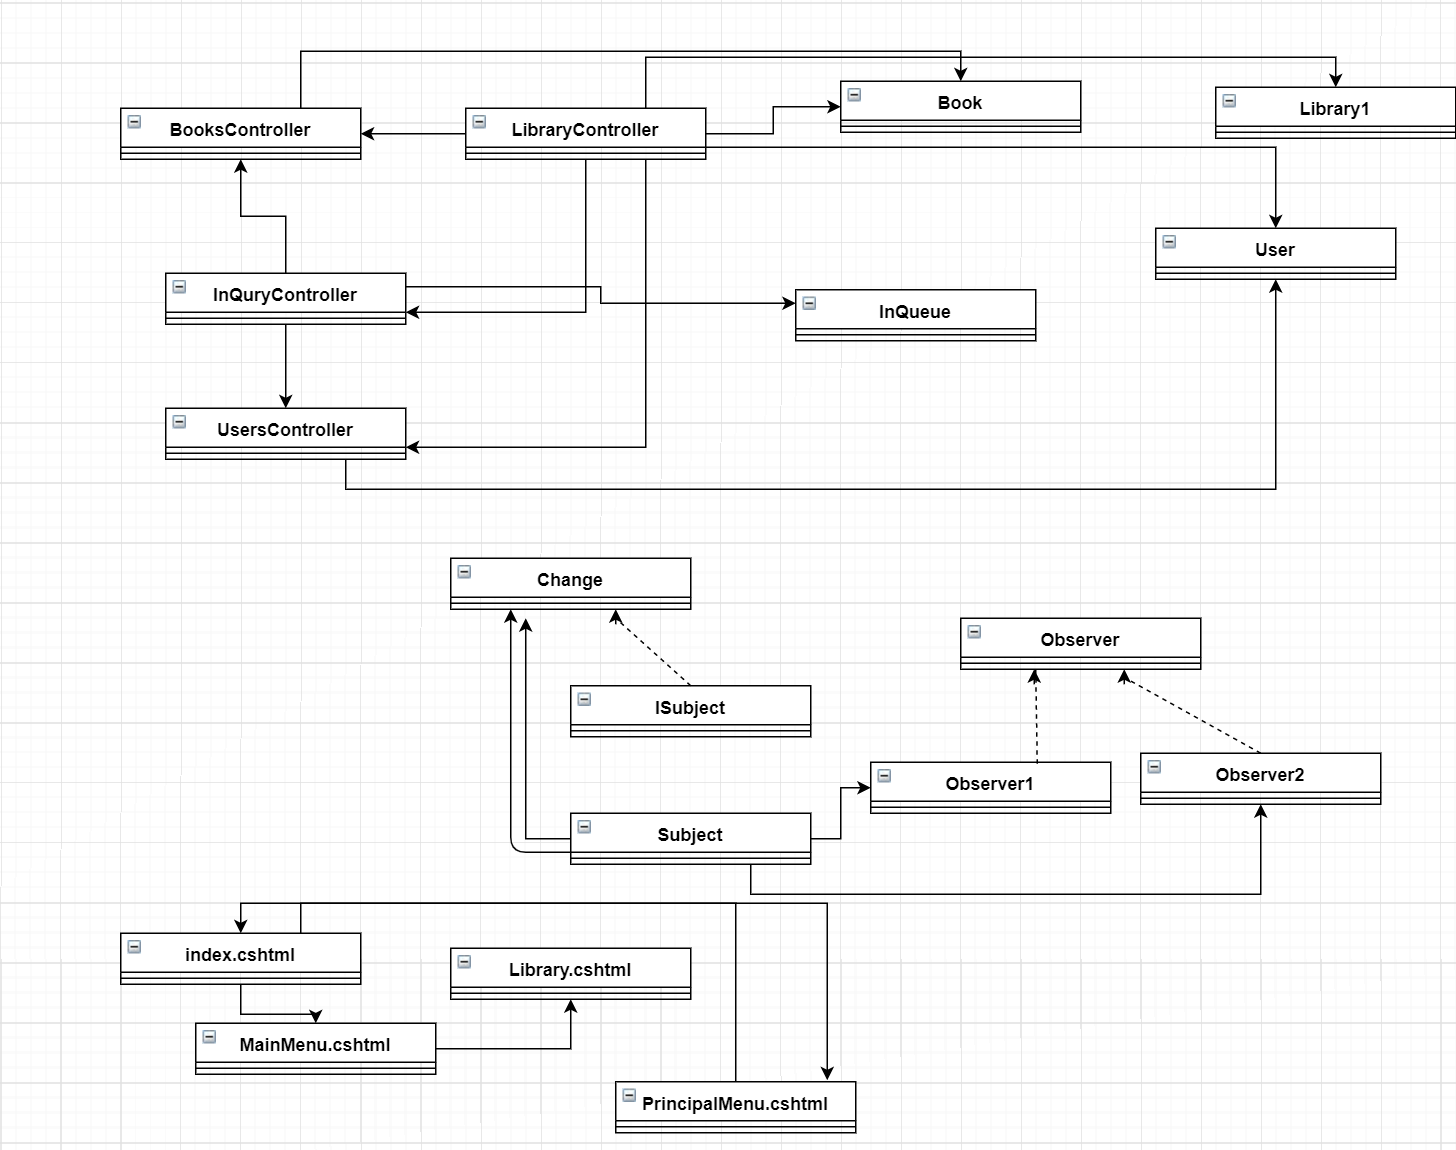 BooksController
LibraryController
Book
Library1
User
InQuryController
InQueue
UsersController
Change
Observer
ISubject
Observer1
Observer2
Subject
index.cshtml
Library.cshtml
MainMenu.cshtml
PrincipalMenu.cshtml